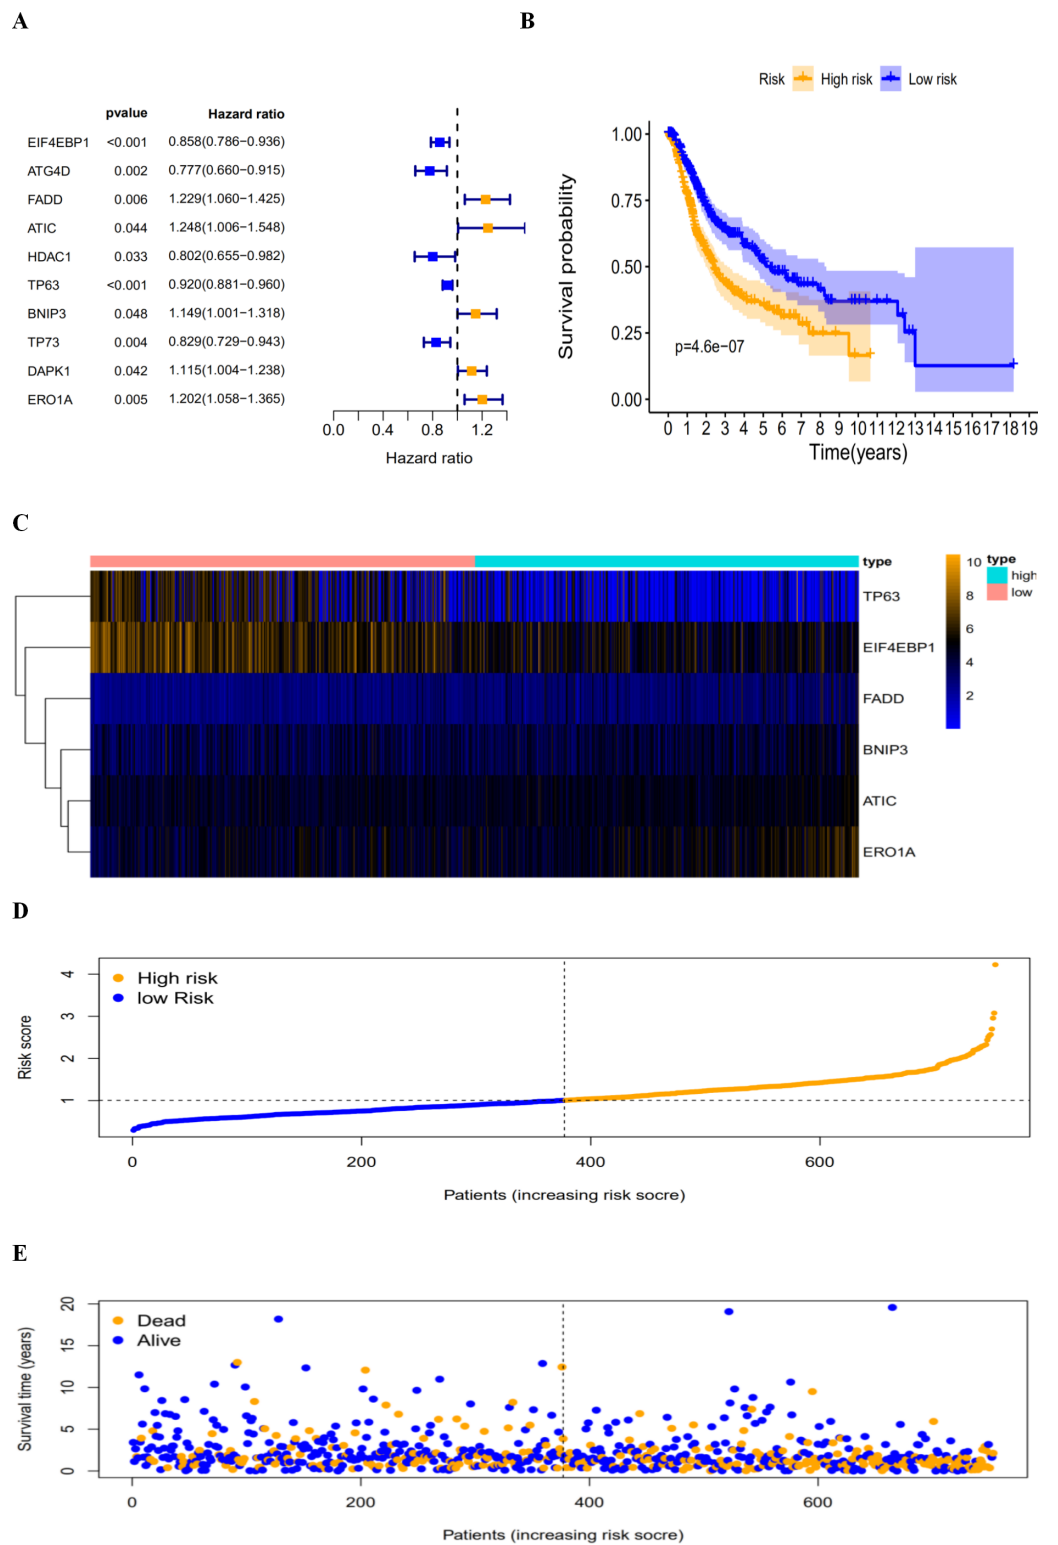 A
pvalue Hazard ratio
EIF4EBP1 <0.001 0.858(0.786−0.936)
ATG4D 0.002 0.777(0.660−0.915)
FADD 0.006 1.229(1.060−1.425)
ATIC 0.044 1.248(1.006−1.548)
HDAC1 0.033 0.802(0.655−0.982)
TP63 <0.001 0.920(0.881−0.960)
BNIP3 0.048 1.149(1.001−1.318)
TP73 0.004 0.829(0.729−0.943)
DAPK1 0.042 1.115(1.004−1.238)
ERO1A 0.005 1.202(1.058−1.365)
0.0 0.4 0.8 1.2
Hazard ratio
B
Risk High risk Low risk
Survival probability
1.00
0.75
0.50
0.25
0.00
p=4.6e−07
0 1 2 3 4 5 6 7 8 9 10 11 12 13 14 15 16 17 18 19
Time(years)
C
type
TP63
EIF4EBP1
FADD
BNIP3
ATIC
ERO1A
10
8
6
4
2
type
high
low
D
High risk
low Risk
Risk score
4
3
2
1
0 200 400 600
Patients (increasing risk socre)
E
Dead
Alive
Survival time (years)
20
15
10
5
0
0 200 400 600
Patients (increasing risk socre)